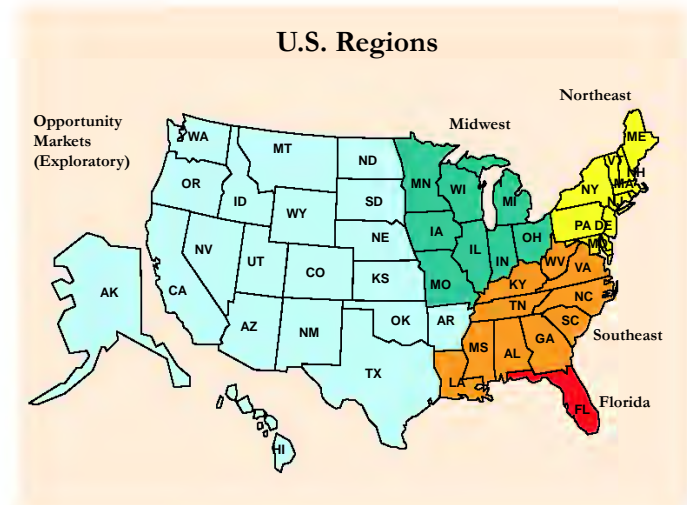 U.S. Regions
Northeast
Opportunity
Markets
(Exploratory)
Midwest
WA
MT
ND
ME
VT
NH
OR
ID
MN
WI
MI
NY
MA
SD
WY
NJ
PA DE
IA
NE
NV
UT
IL
IN
OH
MD
CO
WV
VA
AK
CA
KS
MO
KY
AZ
NM
OK
AR
TN
NC
SC
Southeast
MS
AL
GA
TX
LA
FL
Florida
HI